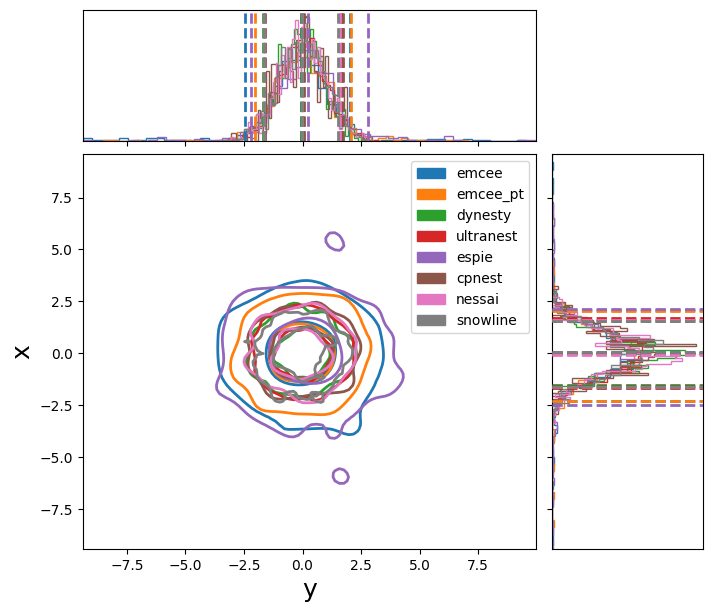 emcee
emcee_pt
dynesty
ultranest
espie
cpnest
nessai
snowline
7.5
5.0
2.5
0.0
−2.5
−5.0
−7.5
x
−7.5 −5.0 −2.5 0.0 2.5 5.0 7.5
y